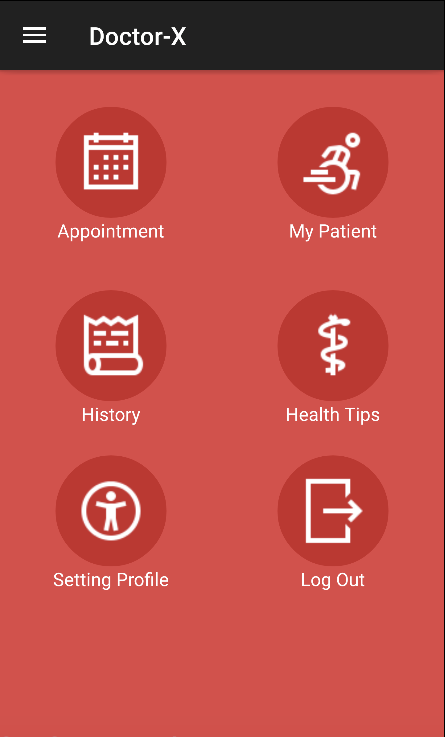 Doctor-X
Appointment
My Patient
History
Health Tips
Setting Profile
Log Out